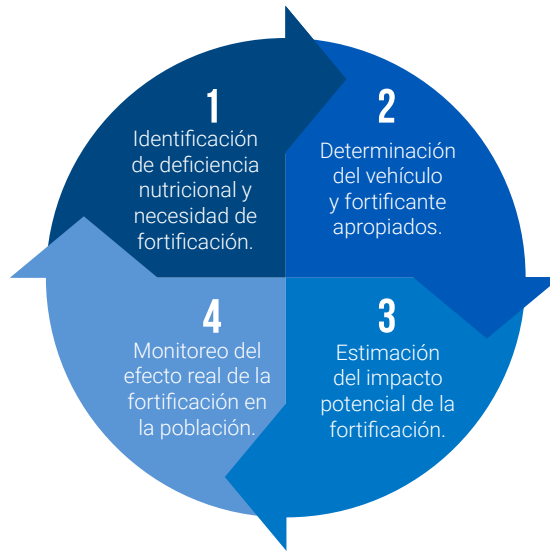 1
Identificación
de deficiencia
nutricional y
necesidad de
fortificación.
2
Determinación
del vehículo
y fortificante
apropiados.
3
Estimación
del impacto
potencial de la
fortificación.
4
Monitoreo del
efecto real de la
fortificación en
la población.